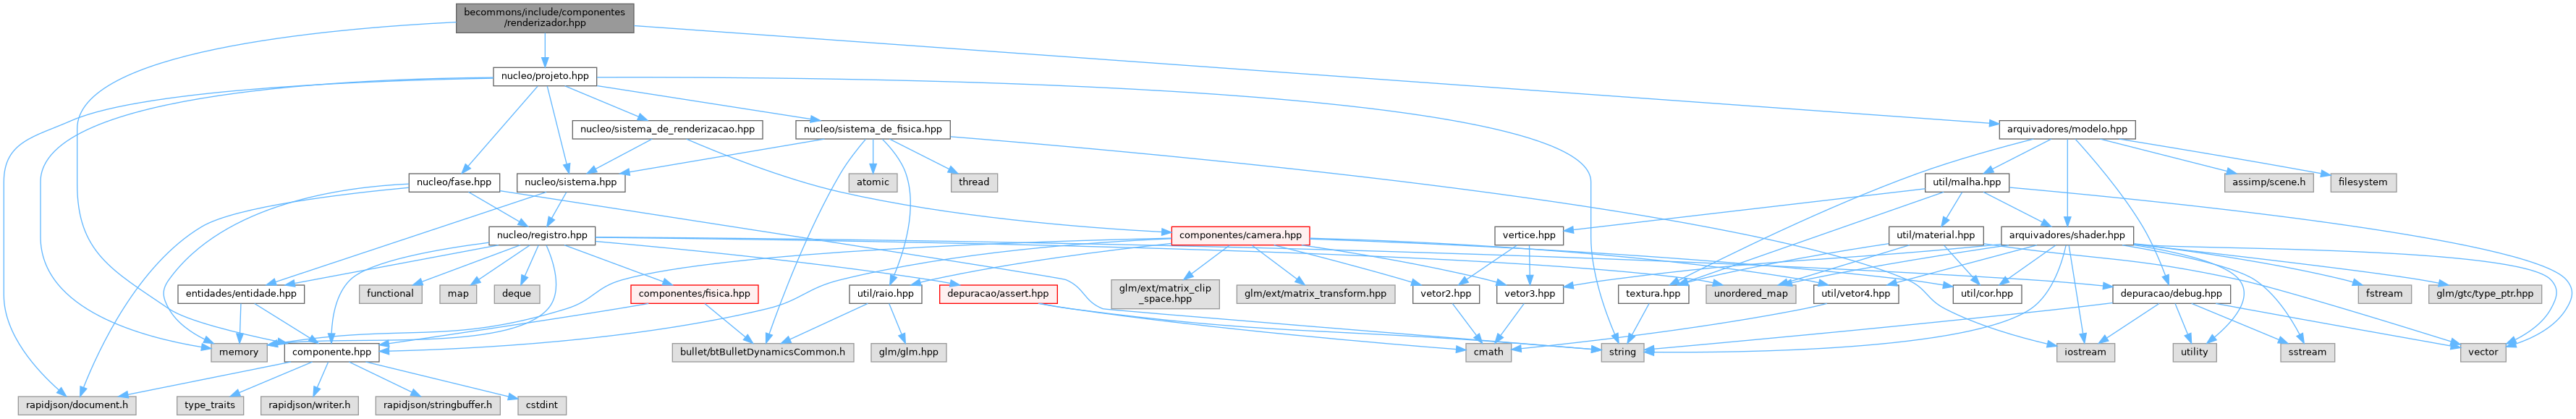 becommons/include/componentes
/renderizador.hpp
nucleo/projeto.hpp
nucleo/sistema_de_renderizacao.hpp
nucleo/sistema_de_fisica.hpp
arquivadores/modelo.hpp
nucleo/fase.hpp
nucleo/sistema.hpp
atomic
thread
util/malha.hpp
assimp/scene.h
filesystem
nucleo/registro.hpp
componentes/camera.hpp
vertice.hpp
util/material.hpp
arquivadores/shader.hpp
entidades/entidade.hpp
functional
map
deque
componentes/fisica.hpp
util/raio.hpp
depuracao/assert.hpp
glm/ext/matrix_clip
_space.hpp
glm/ext/matrix_transform.hpp
vetor2.hpp
vetor3.hpp
textura.hpp
unordered_map
util/vetor4.hpp
util/cor.hpp
depuracao/debug.hpp
fstream
glm/gtc/type_ptr.hpp
memory
componente.hpp
bullet/btBulletDynamicsCommon.h
glm/glm.hpp
cmath
string
iostream
utility
sstream
vector
rapidjson/document.h
type_traits
rapidjson/writer.h
rapidjson/stringbuffer.h
cstdint